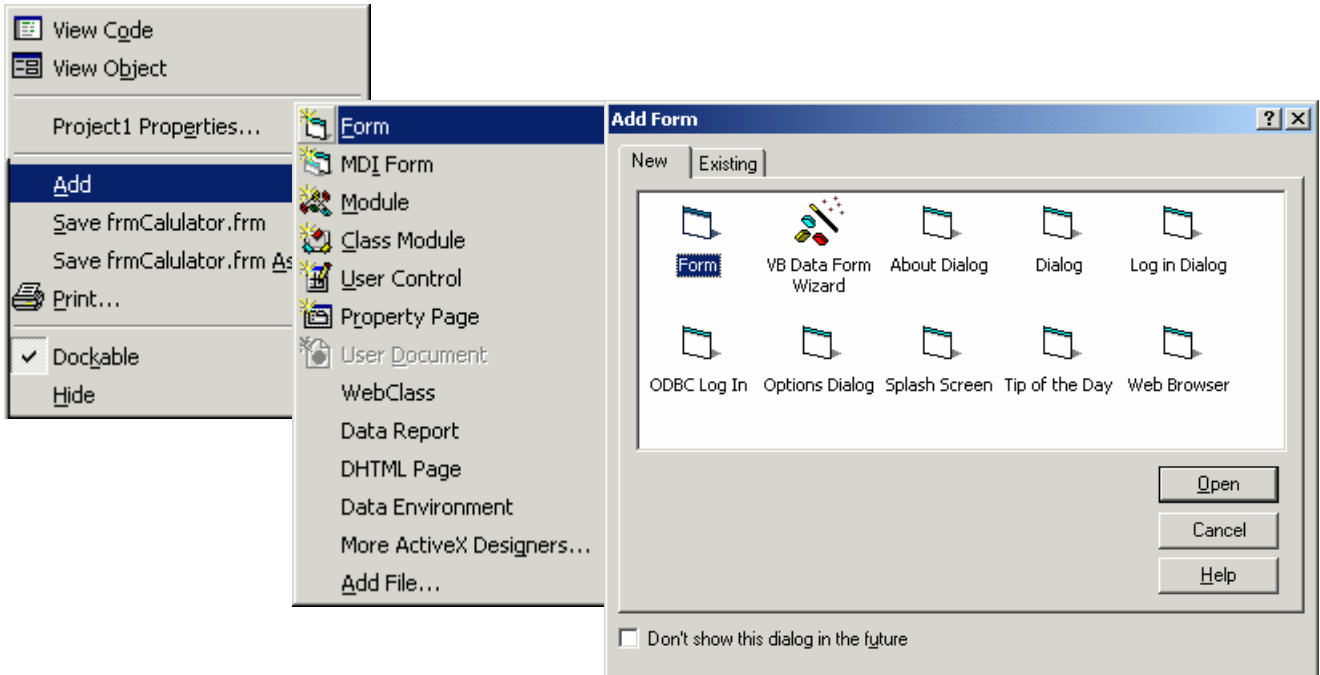 View Code
View Object
Project1 Properties...
Add
Save frmCalulator.frm
Save frmCalulator.frm As
Print...
Dockable
Hide
Form
MDI Form
Module
Class Module
User Control
Property Page
User Document
WebClass
Data Report
DHTML Page
Data Environment
More ActiveX Designers...
Add File...
Add Form
New Existing
Form VB Data Form Wizard About Dialog Dialog Log in Dialog
ODBC Log In Options Dialog Splash Screen Tip of the Day Web Browser
Open
Cancel
Help
Don't show this dialog in the future